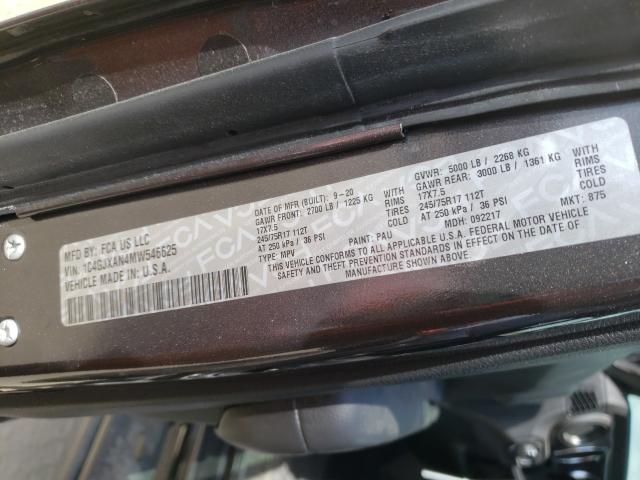 MFD BY: FCA US LLC
VIN: 1C4GJXAN4MW546625
VEHICLE MADE IN: U.S.A.
DATE OF MFR (BUILT): 9-20 GVWR: 5000 LB / 2268 KG
GAWR FRONT: 2700 LB / 1225 KG WITH GAWR REAR: 3000 LB / 1361 KG WITH
17X7.5 RIMS 17X7.5 RIMS
245/75R17 112T TIRES 245/75R17 112T TIRES
AT 250 kPa / 36 PSI COLD AT 250 kPa / 36 PSI COLD
TYPE: MPV PAINT: PAU MDH: 092217 MKT: 875
THIS VEHICLE CONFORMS TO ALL APPLICABLE U.S.A. FEDERAL MOTOR VEHICLE
SAFETY AND THEFT PREVENTION STANDARDS IN EFFECT ON THE DATE OF MANUFACTURE SHOWN ABOVE.